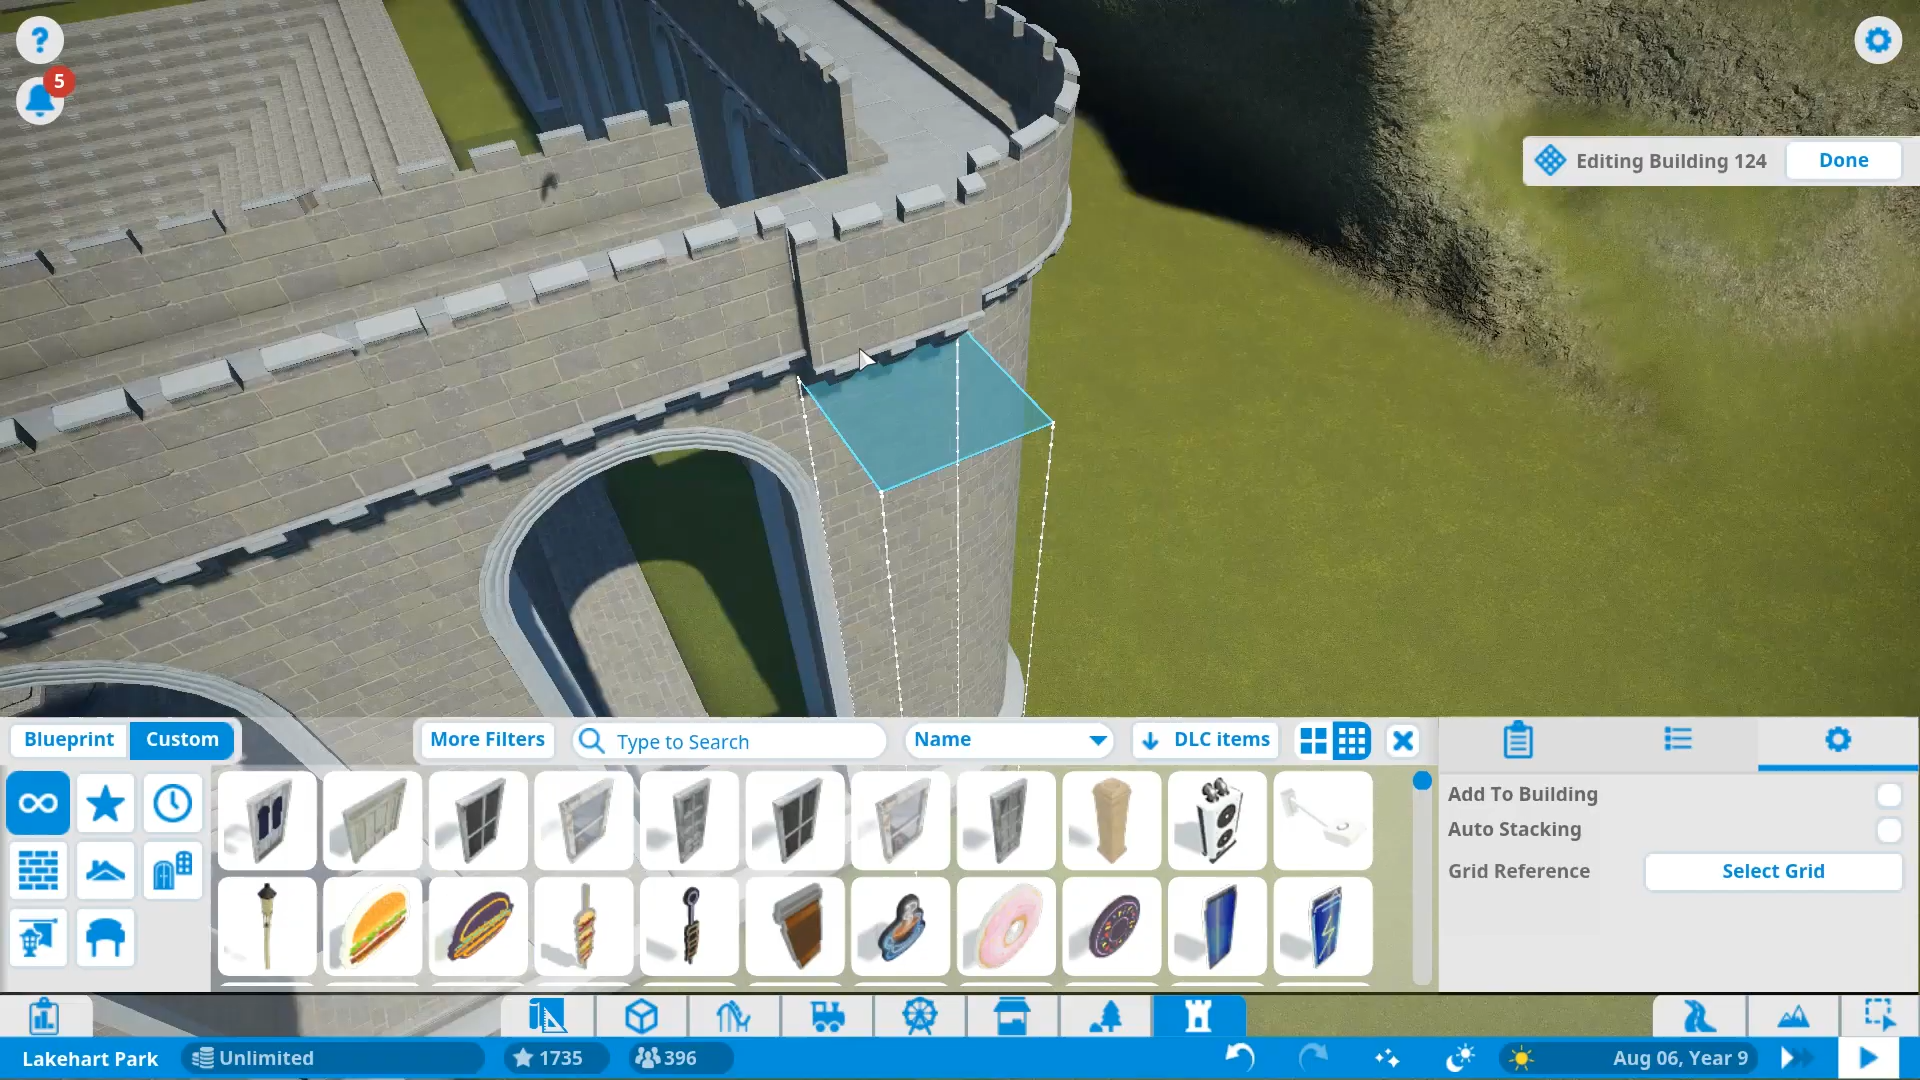 ?
5
Editing Building 124 Done
Blueprint Custom More Filters Type to Search Name DLC items
Add To Building
Auto Stacking
Grid Reference Select Grid
Lakehart Park Unlimited 1735 396 Aug 06, Year 9